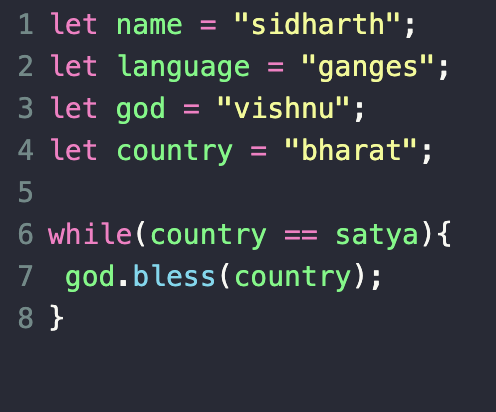 1 let name = "sidharth";
2 let language = "ganges";
3 let god = "vishnu";
4 let country = "bharat";
5
6 while(country == satya){
7  god.bless(country);
8 }